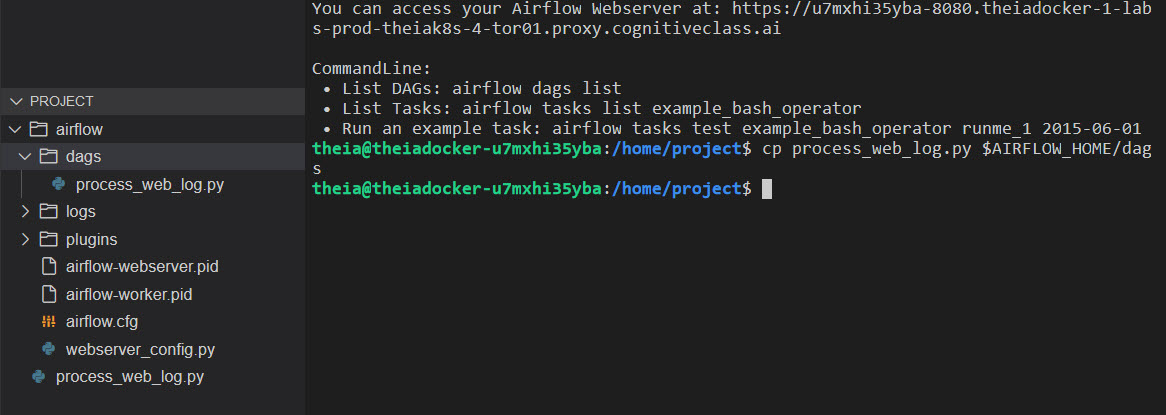 PROJECT
airflow
dags
process_web_log.py
logs
plugins
airflow-webserver.pid
airflow-worker.pid
airflow.cfg
webserver_config.py
process_web_log.py
You can access your Airflow Webserver at: https://u7mxhi35yba-8080.theiadocker-1-lab
s-prod-theiak8s-4-tor01.proxy.cognitiveclass.ai
CommandLine:
• List DAGs: airflow dags list
• List Tasks: airflow tasks list example_bash_operator
• Run an example task: airflow tasks test example_bash_operator runme_1 2015-06-01
theia@theiadocker-u7mxhi35yba:/home/project$ cp process_web_log.py $AIRFLOW_HOME/dag
s
theia@theiadocker-u7mxhi35yba:/home/project$